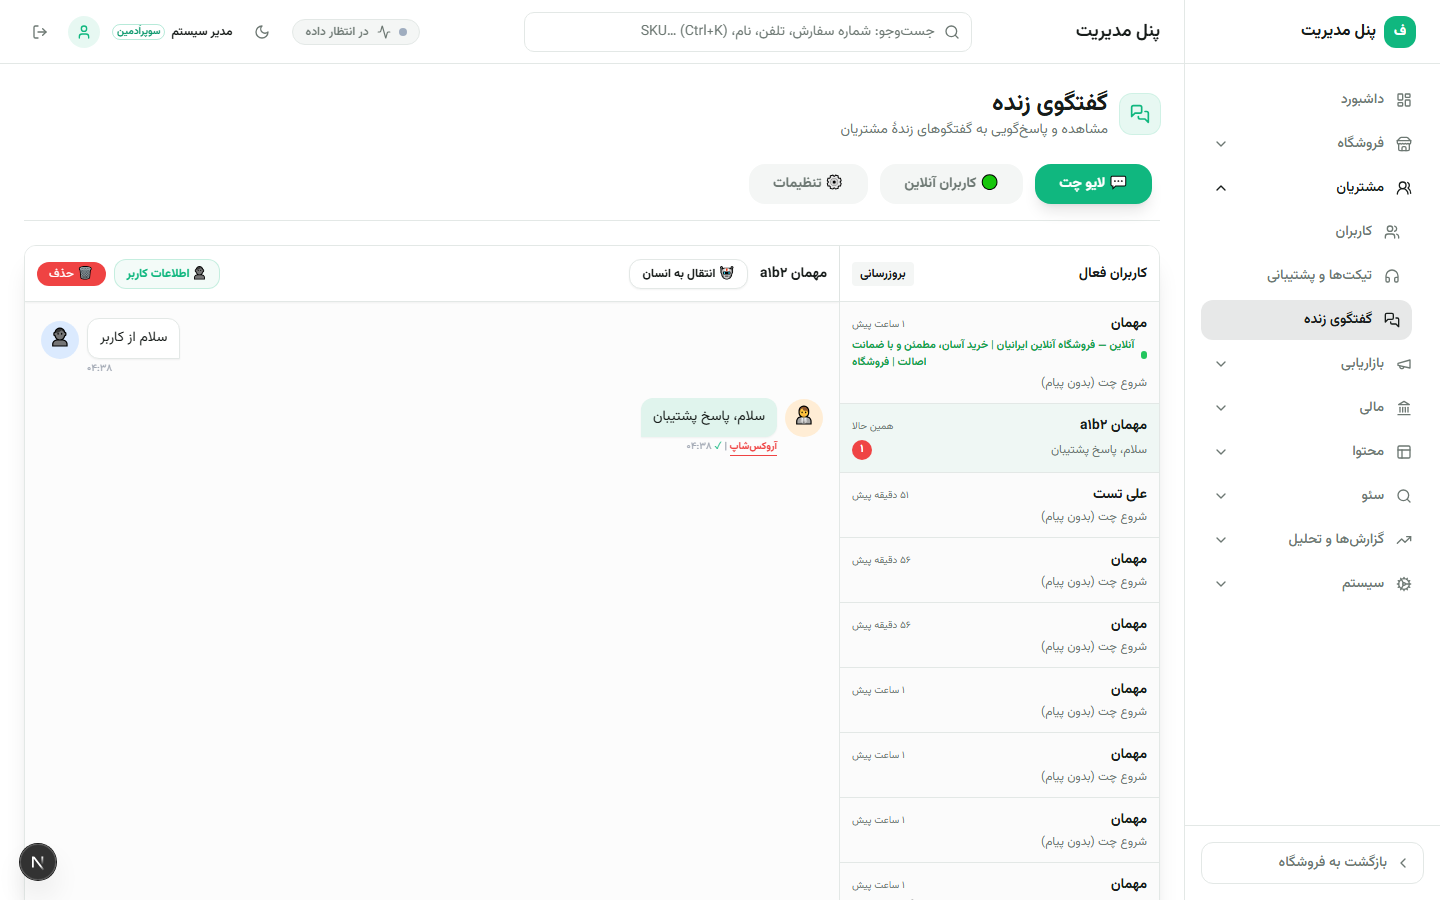 ف
پنل مدیریت
داشبورد
فروشگاه
مشتریان
کاربران
تیکت‌ها و پشتیبانی
گفتگوی زنده
بازاریابی
مالی
محتوا
سئو
گزارش‌ها و تحلیل
سیستم
بازگشت به فروشگاه
پنل مدیریت
جست‌وجو: شماره سفارش، تلفن، نام، SKU… (Ctrl+K)
در انتظار داده
مدیر سیستم
سوپرادمین
گفتگوی زنده
مشاهده و پاسخ‌گویی به گفتگوهای زندهٔ مشتریان
لایو چت
کاربران آنلاین
تنظیمات
کاربران فعال
بروزرسانی
مهمان
۱ ساعت پیش
آنلاین — فروشگاه آنلاین ایرانیان | خرید آسان، مطمئن و با ضمانت
اصالت | فروشگاه
شروع چت (بدون پیام)
مهمان a1b۲
همین حالا
سلام، پاسخ پشتیبان
۱
علی تست
۵۱ دقیقه پیش
شروع چت (بدون پیام)
مهمان
۵۶ دقیقه پیش
شروع چت (بدون پیام)
مهمان
۵۶ دقیقه پیش
شروع چت (بدون پیام)
مهمان
۱ ساعت پیش
شروع چت (بدون پیام)
مهمان
۱ ساعت پیش
شروع چت (بدون پیام)
مهمان
۱ ساعت پیش
شروع چت (بدون پیام)
مهمان
۱ ساعت پیش
مهمان a1b۲
انتقال به انسان
اطلاعات کاربر
حذف
سلام از کاربر
۰۴:۳۸
سلام، پاسخ پشتیبان
آروکس‌شاپ | ✓ ۰۴:۳۸
N